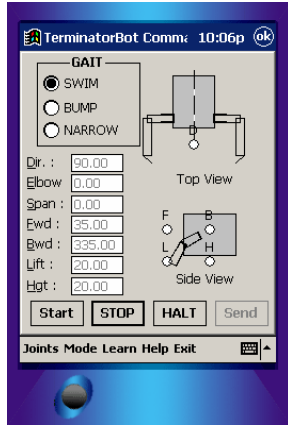 TerminatorBot Comma 10:06p ok
GAIT
SWIM
BUMP
NARROW
Dir. : 90.00
Elbow 0.00
Span : 0.00
Fwd : 35.00
Bwd : 335.00
Lift : 20.00
Hgt : 20.00
D
Top View
F B
L H
Side View
Start STOP HALT Send
Joints Mode Learn Help Exit